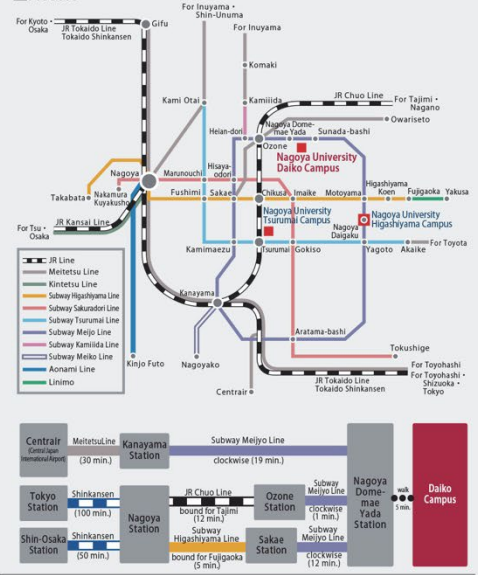 For Kyoto・
Osaka
JR Tokaido Line
Tokaido Shinkansen
Gifu
For Inuyama・
Shin-Unuma
For Inuyama
Komaki
Kami Otai
Kamiiida
JR Chuo Line
For Tajimi・
Nagano
Owariseto
Heian-dori
Nagoya Dome-
mae Yada
Sunada-bashi
Ozone
Nagoya University
Daiko Campus
Nagoya
Marunouchi
Hisaya-
odori
Nakamura
Kuyakusho
Takabata
Fushimi
Sakae
Chikusa
Imaike
Motoyama
Higashiyama
Koen
Fujigaoka
Yakusa
JR Kansai Line
For Tsu・
Osaka
Nagoya University
Tsurumai Campus
Nagoya University
Higashiyama Campus
Nagoya
Daigaku
Kamimaezu
Tsurumai
Gokiso
Yagoto
Akaike
For Toyota
JR Line
Meitetsu Line
Kintetsu Line
Subway Higashiyama Line
Subway Sakuradori Line
Subway Tsurumai Line
Subway Meijo Line
Subway Kamiiida Line
Subway Meiko Line
Aonami Line
Linimo
Kanayama
Kinjo Futo
Nagoyako
Aratama-bashi
Tokushige
Centrair
JR Tokaido Line
Tokaido Shinkansen
For Toyohashi
For Toyohashi・
Shizuoka・
Tokyo
Centrair
(Central Japan
International Airport)
MeitetsuLine
(30 min.)
Kanayama
Station
Subway Meijyo Line
clockwise (19 min.)
Tokyo
Station
Shinkansen
(100 min.)
Shin-Osaka
Station
Shinkansen
(50 min.)
Nagoya
Station
JR Chuo Line
bound for Tajimi
(12 min.)
Ozone
Station
Subway
Meijyo Line
clockwise
(1 min.)
Subway
Higashiyama Line
bound for Fujigaoka
(5 min.)
Sakae
Station
Subway
Meijyo Line
clockwise
(12 min.)
Nagoya
Dome-
mae
Yada
Station
walk
5 min.
Daiko
Campus